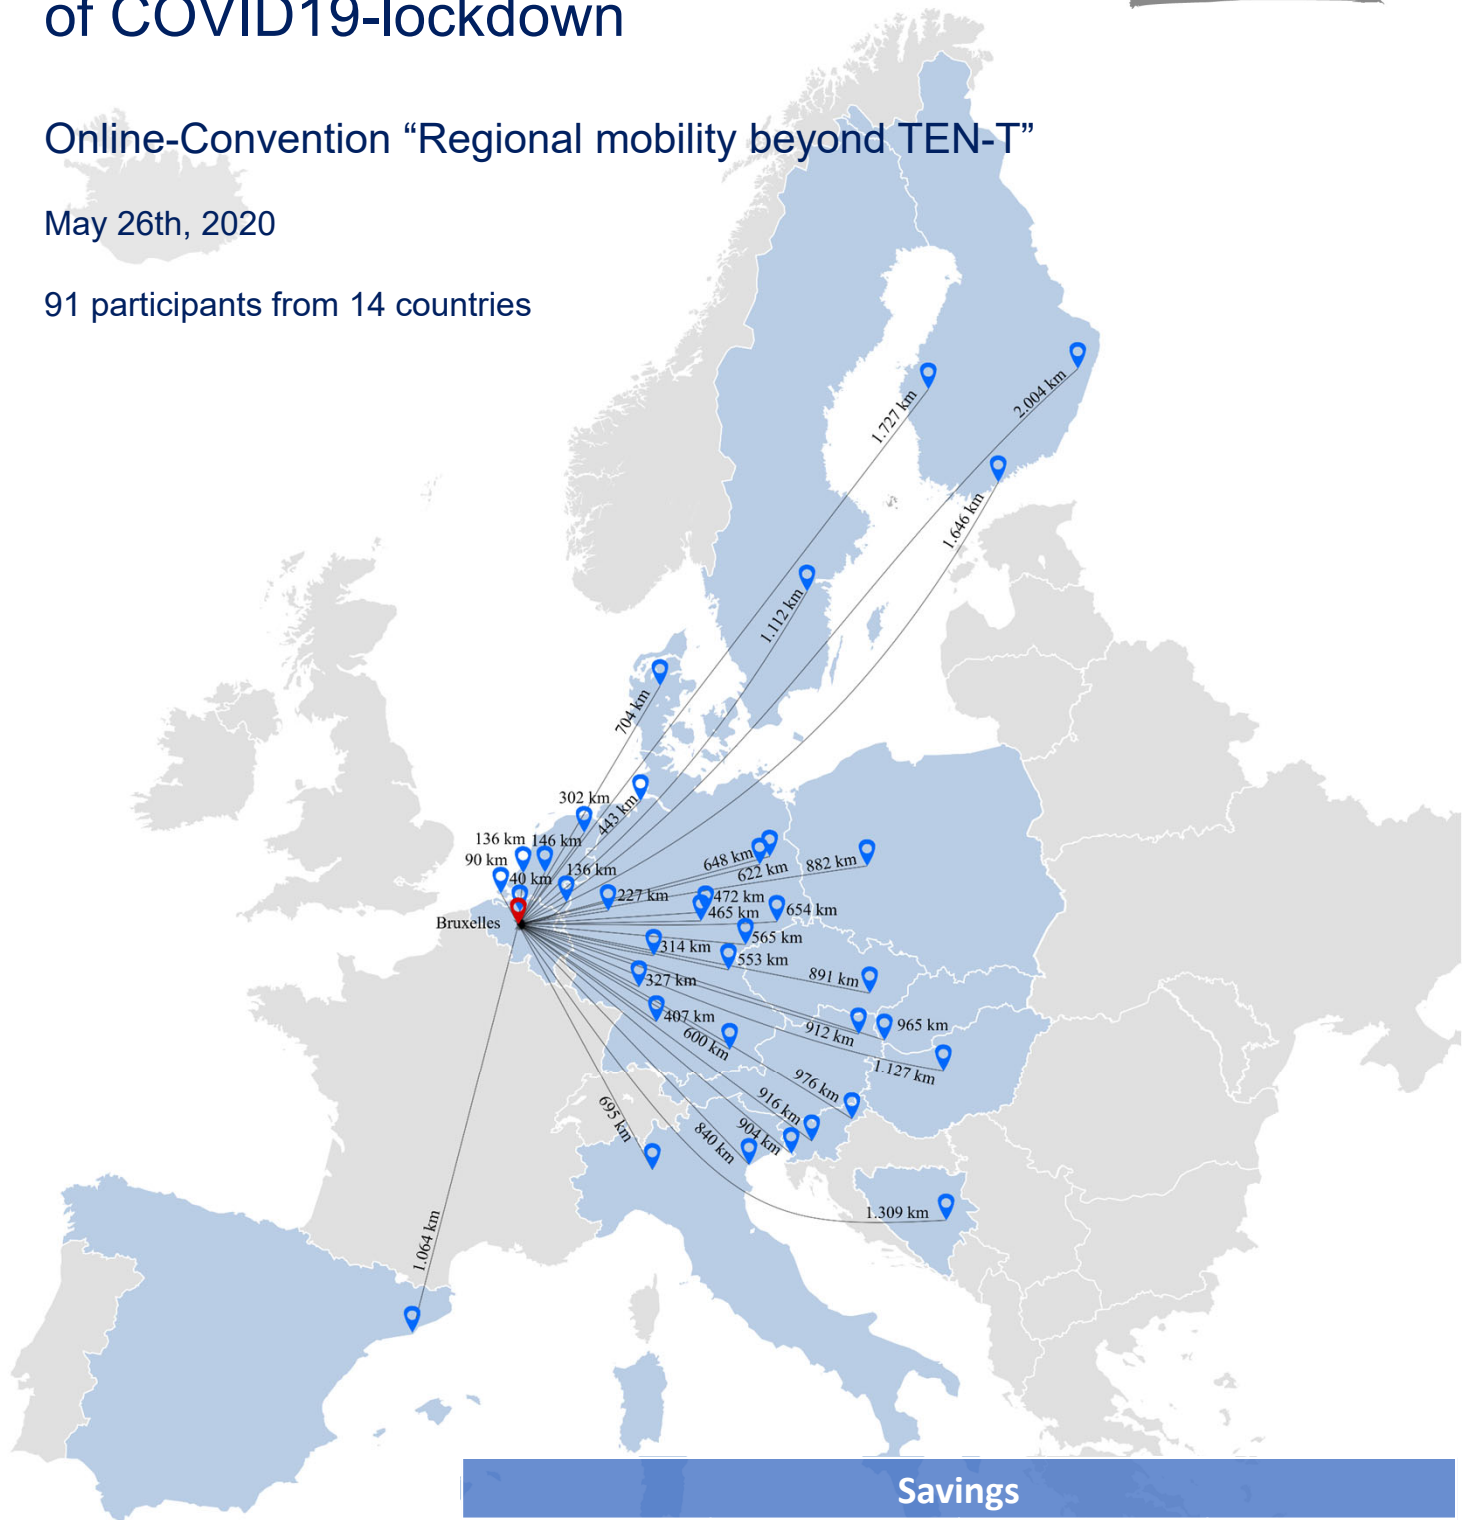 of COVID19-lockdown
Online-Convention “Regional mobility beyond TEN-T”
May 26th, 2020
91 participants from 14 countries
2.004 km
1.727 km
1.646 km
1.112 km
704 km
302 km
443 km
136 km
146 km
90 km
40 km
136 km
648 km
622 km
882 km
227 km
472 km
465 km
654 km
Bruxelles
565 km
314 km
553 km
327 km
891 km
407 km
912 km
965 km
600 km
1.127 km
976 km
916 km
695 km
840 km
904 km
1.309 km
1.064 km
Savings